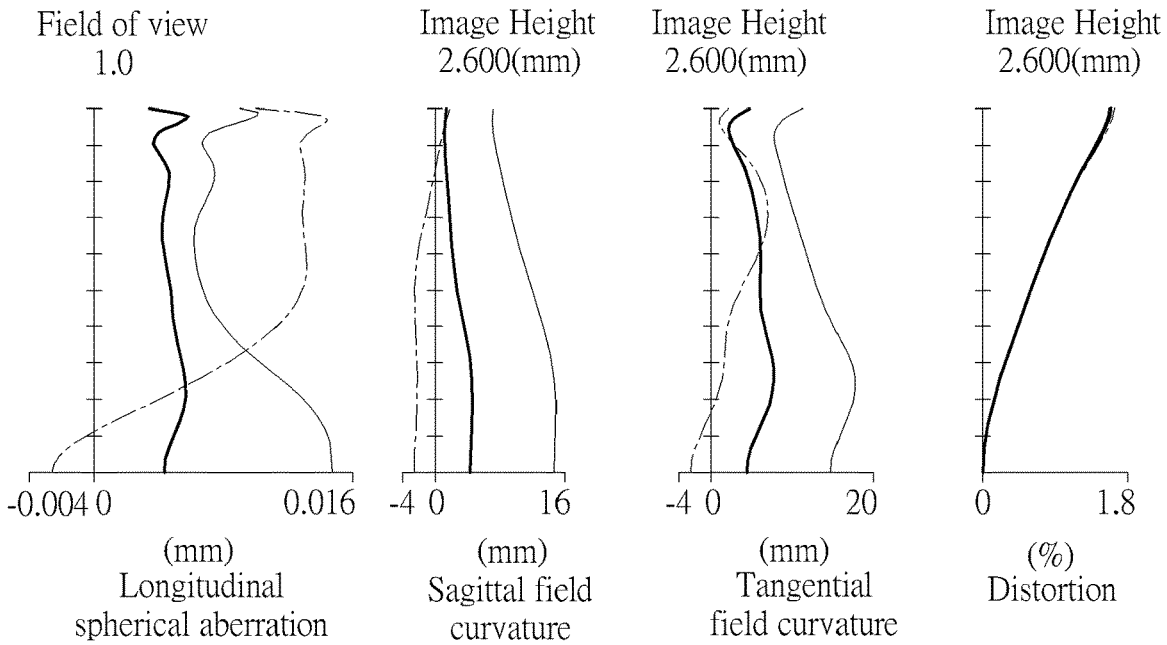 Field of view
1.0
-0.004 0 0.016
(mm)
Longitudinal
spherical aberration
Image Height
2.600(mm)
-4 0 16
(mm)
Sagittal field
curvature
Image Height
2.600(mm)
-4 0 20
(mm)
Tangential
field curvature
Image Height
2.600(mm)
0 1.8
(%)
Distortion